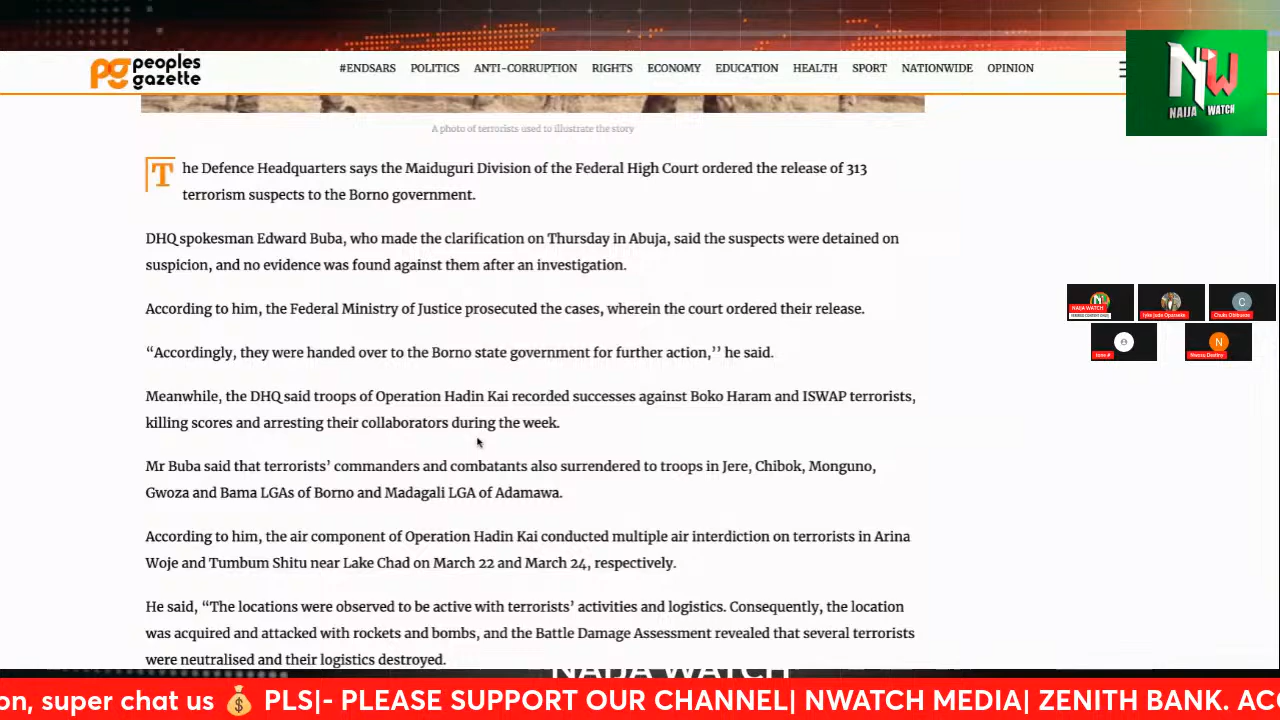 peoples
gazette
#ENDSARS POLITICS ANTI-CORRUPTION RIGHTS ECONOMY EDUCATION HEALTH SPORT NATIONWIDE OPINION
NW
NAIJA WATCH
A photo of terrorists used to illustrate the story
The Defence Headquarters says the Maiduguri Division of the Federal High Court ordered the release of 313
terrorism suspects to the Borno government.
DHQ spokesman Edward Buba, who made the clarification on Thursday in Abuja, said the suspects were detained on
suspicion, and no evidence was found against them after an investigation.
According to him, the Federal Ministry of Justice prosecuted the cases, wherein the court ordered their release.
“Accordingly, they were handed over to the Borno state government for further action,’’ he said.
Meanwhile, the DHQ said troops of Operation Hadin Kai recorded successes against Boko Haram and ISWAP terrorists,
killing scores and arresting their collaborators during the week.
Mr Buba said that terrorists’ commanders and combatants also surrendered to troops in Jere, Chibok, Monguno,
Gwoza and Bama LGAs of Borno and Madagali LGA of Adamawa.
According to him, the air component of Operation Hadin Kai conducted multiple air interdiction on terrorists in Arina
Woje and Tumbum Shitu near Lake Chad on March 22 and March 24, respectively.
He said, “The locations were observed to be active with terrorists’ activities and logistics. Consequently, the location
was acquired and attacked with rockets and bombs, and the Battle Damage Assessment revealed that several terrorists
were neutralised and their logistics destroyed.
NAIJA WATCH
C
N
NAIJA WATCH
on, super chat us 💰 PLS|- PLEASE SUPPORT OUR CHANNEL| NWATCH MEDIA| ZENITH BANK. ACC